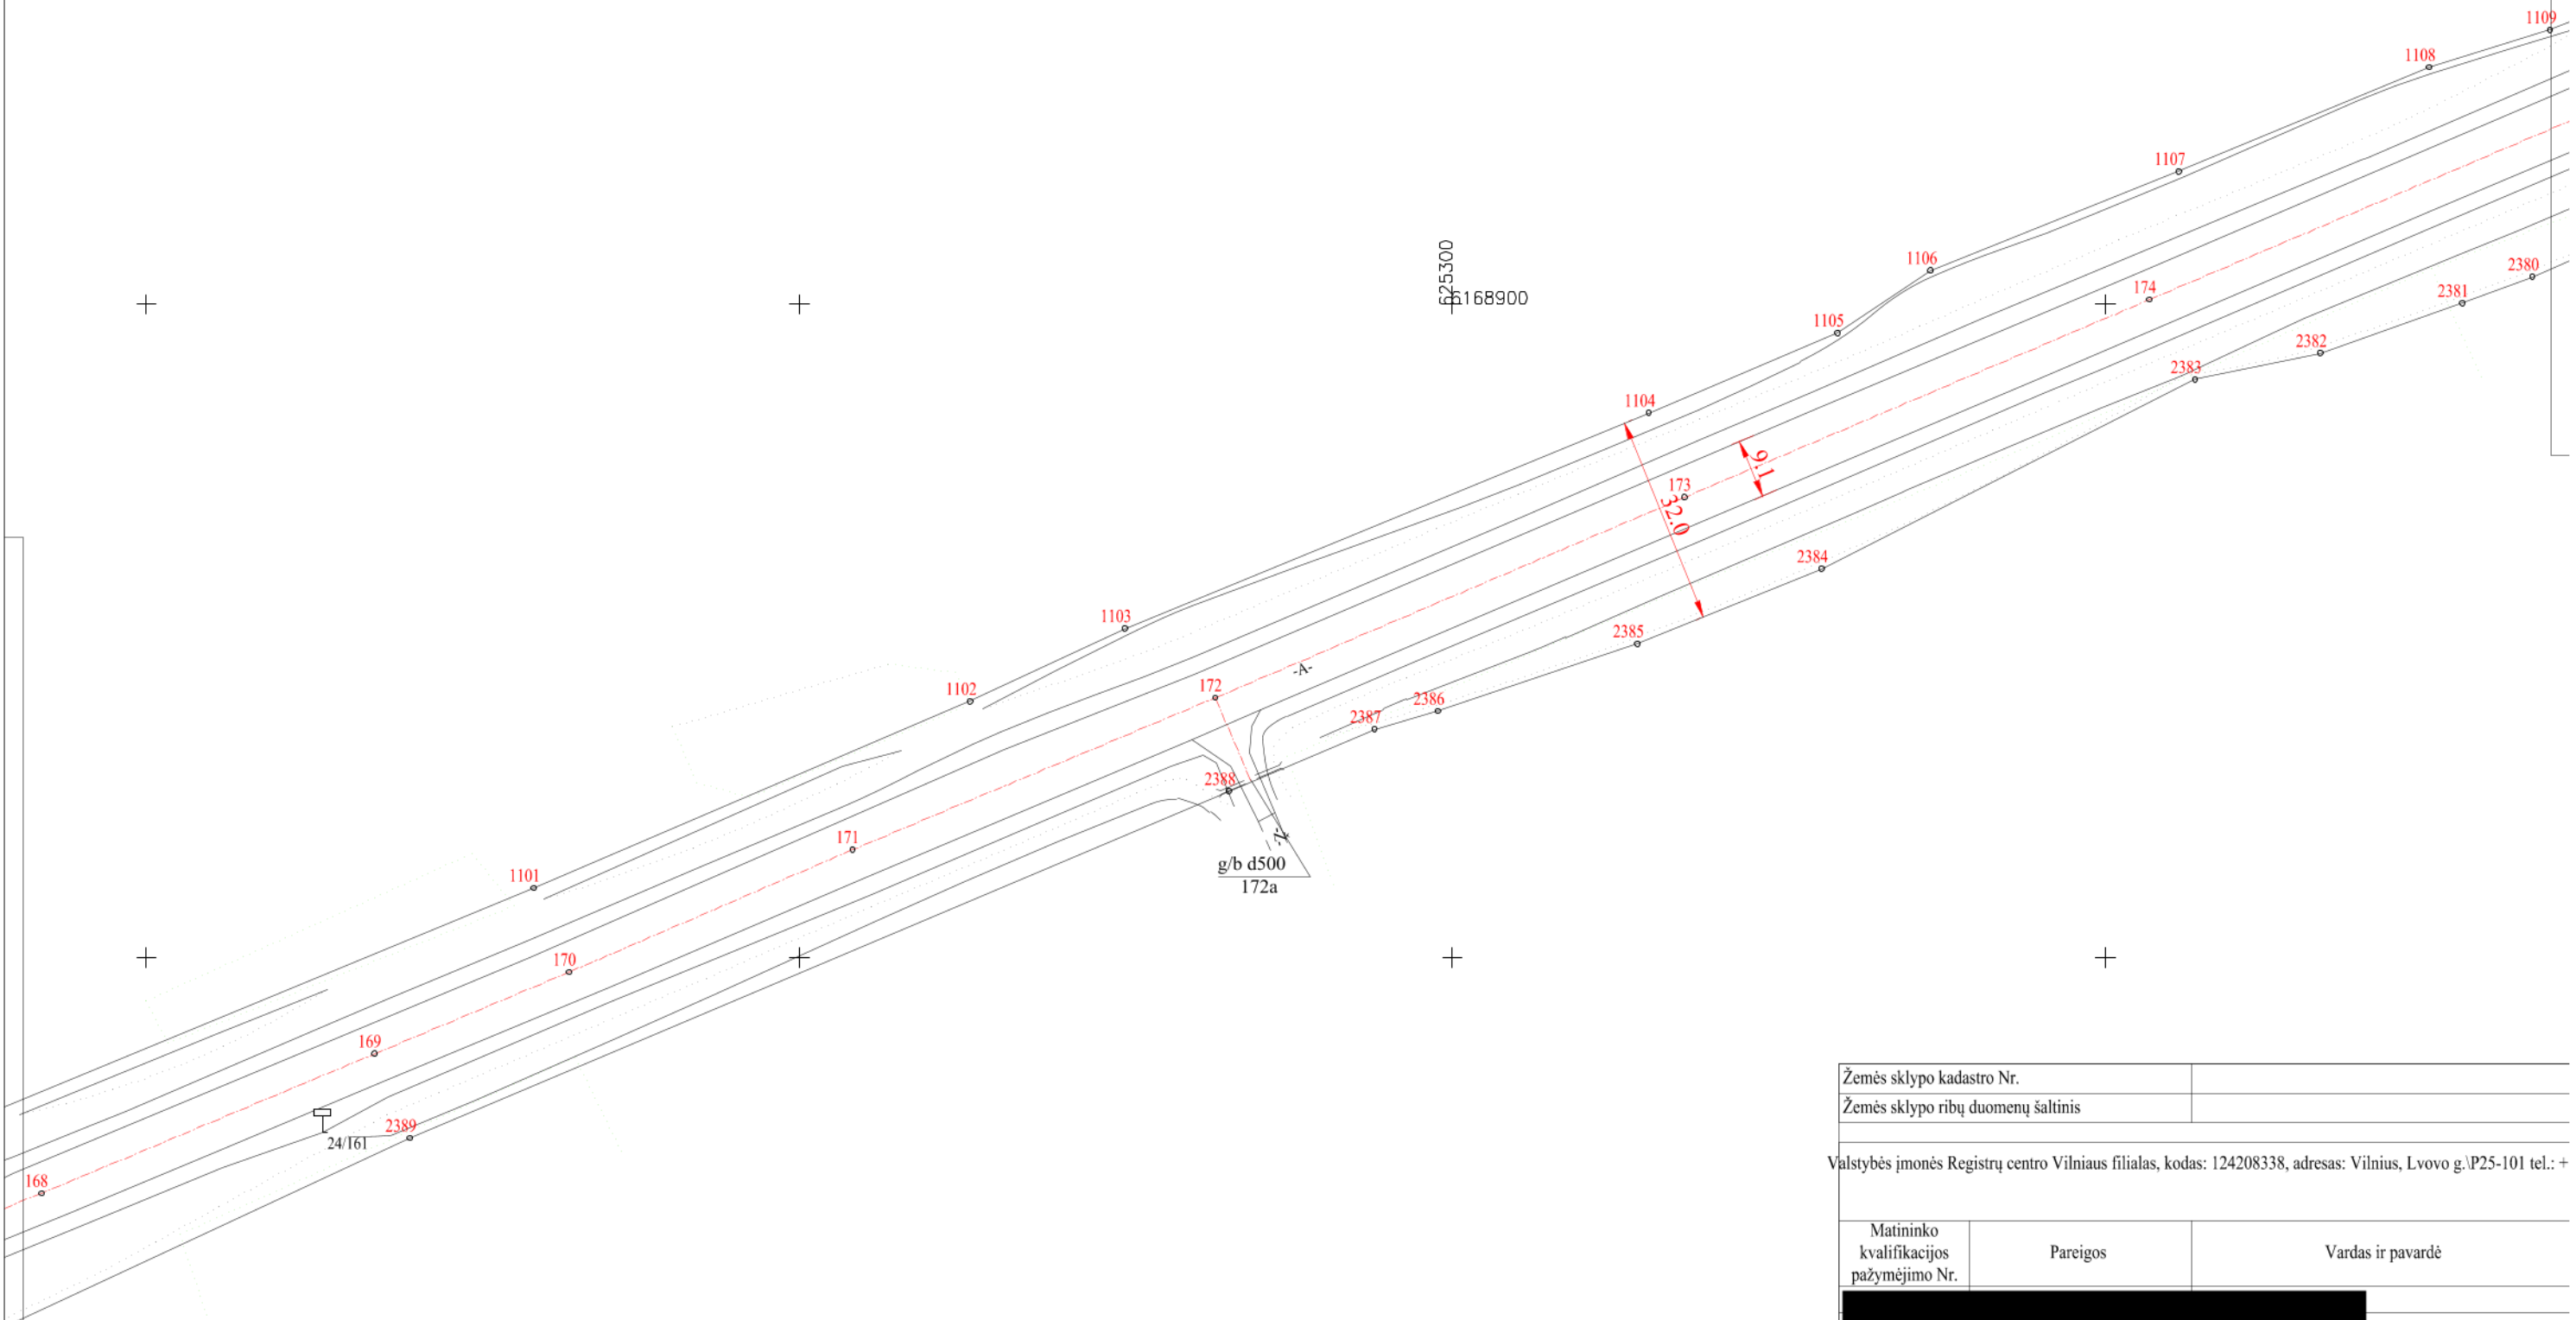 1109
1108
1107
1106
625300
6168900
174
2380
2381
1105
2382
2383
1104
9.1
173
32.0
2384
1103
2385
-A-
1102
172
2386
2387
2388
171
-Ž-
g/b d500
172a
1101
170
169
24/161
2389
168
Žemės sklypo kadastro Nr.
Žemės sklypo ribų duomenų šaltinis
Valstybės įmonės Registrų centro Vilniaus filialas, kodas: 124208338, adresas: Vilnius, Lvovo g.\P25-101 tel.: +
Matininko
kvalifikacijos
pažymėjimo Nr.
Pareigos
Vardas ir pavardė